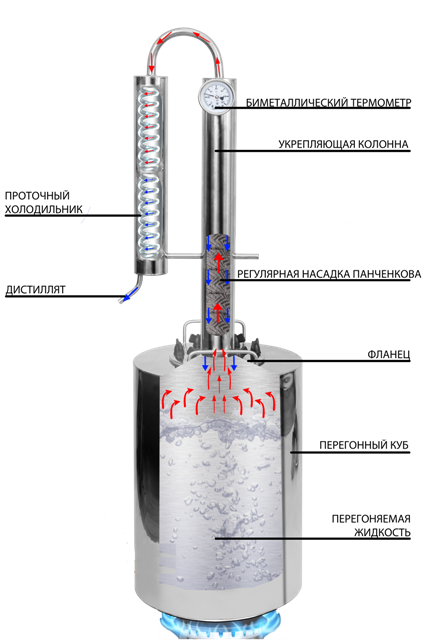 БИМЕТАЛЛИЧЕСКИЙ ТЕРМОМЕТР
УКРЕПЛЯЮЩАЯ КОЛОННА
ПРОТОЧНЫЙ
ХОЛОДИЛЬНИК
РЕГУЛЯРНАЯ НАСАДКА ПАНЧЕНКОВА
ДИСТИЛЛЯТ
ФЛАНЕЦ
ПЕРЕГОННЫЙ КУБ
ПЕРЕГОНЯЕМАЯ
ЖИДКОСТЬ